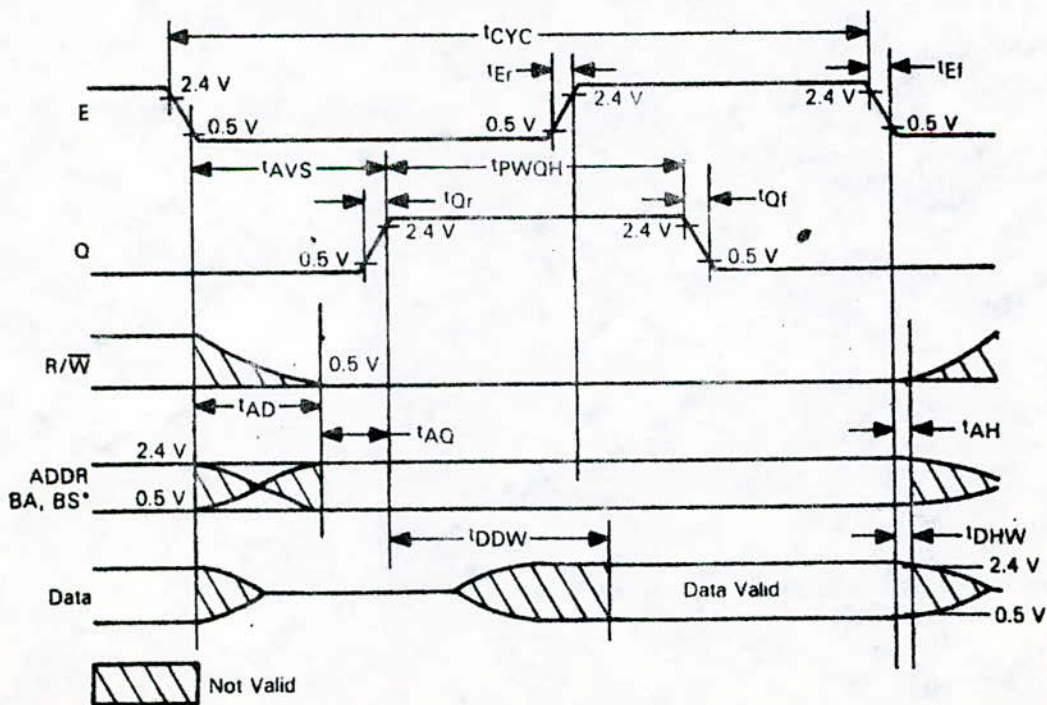 tCYC
tEr
tEf
E
2.4 V
0.5 V
0.5 V
2.4 V
2.4 V
0.5 V
tAVS
tPWQH
tQr
tQf
Q
0.5 V
2.4 V
2.4 V
0.5 V
R/W̅
0.5 V
tAD
tAQ
tAH
ADDR
BA, BS*
2.4 V
0.5 V
tDDW
tDHW
Data
Data Valid
2.4 V
0.5 V
Not Valid